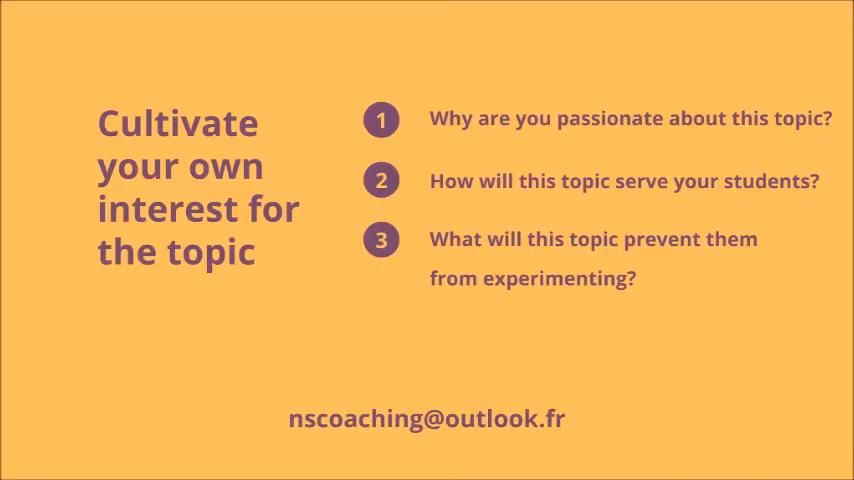 Cultivate
your own
interest for
the topic
1 Why are you passionate about this topic?
2 How will this topic serve your students?
3 What will this topic prevent them
from experimenting?
nscoaching@outlook.fr